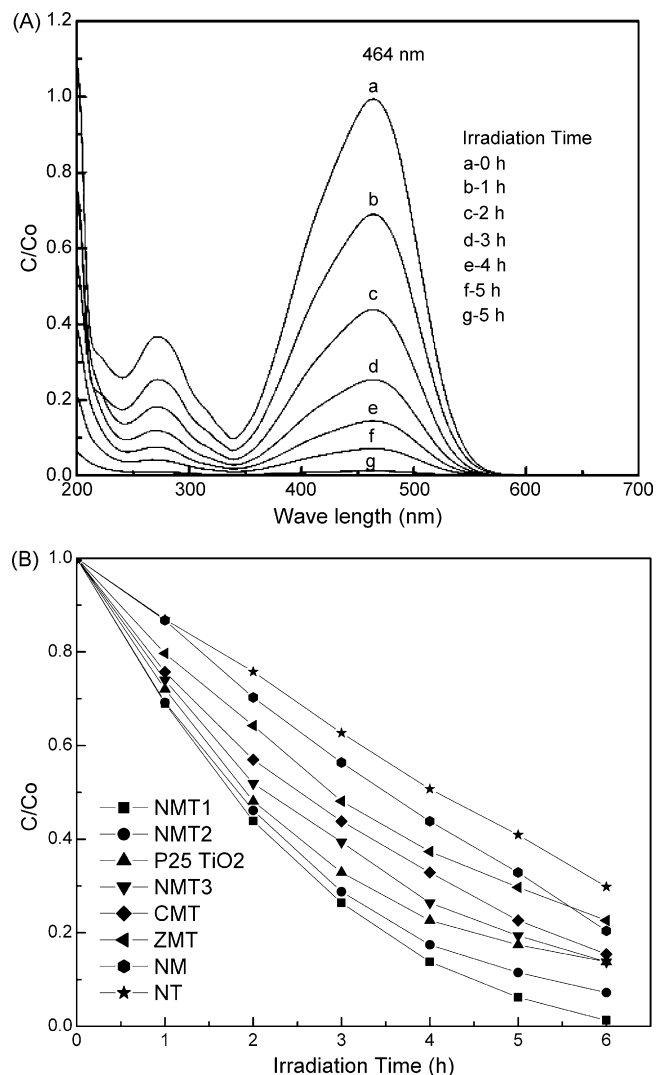 (A)
1.2
1.0
0.8
0.6
0.4
0.2
0.0
C/Co
464 nm
a
b
c
d
e
f
g
Irradiation Time
a-0 h
b-1 h
c-2 h
d-3 h
e-4 h
f-5 h
g-5 h
200 300 400 500 600 700
Wave length (nm)
(B)
1.0
0.8
0.6
0.4
0.2
0.0
C/Co
NMT1
NMT2
P25 TiO2
NMT3
CMT
ZMT
NM
NT
0 1 2 3 4 5 6
Irradiation Time (h)